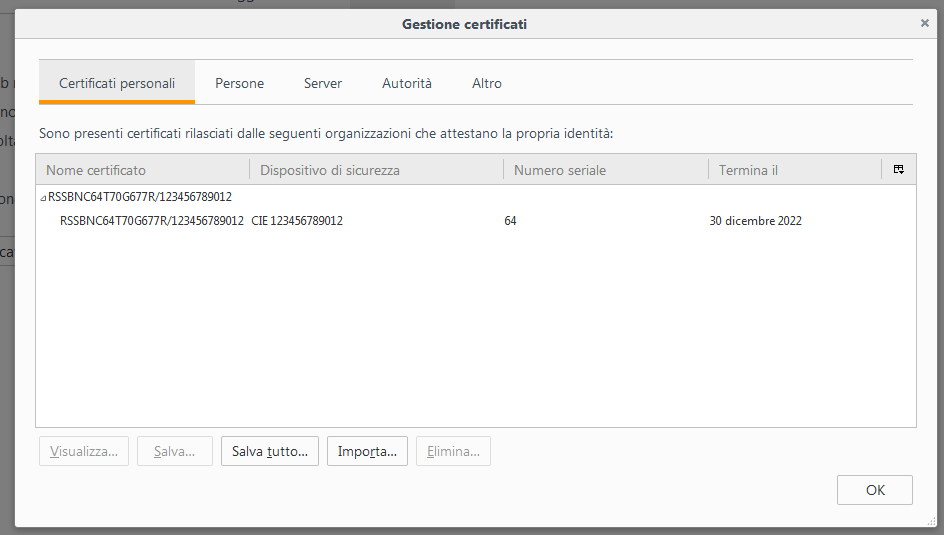 Gestione certificati
Certificati personali Persone Server Autorità Altro
Sono presenti certificati rilasciati dalle seguenti organizzazioni che attestano la propria identità:
Nome certificato Dispositivo di sicurezza Numero seriale Termina il
RSSBNC64T70G677R/123456789012
RSSBNC64T70G677R/123456789012 CIE 123456789012 64 30 dicembre 2022
Visualizza... Salva... Salva tutto... Importa... Elimina...
OK